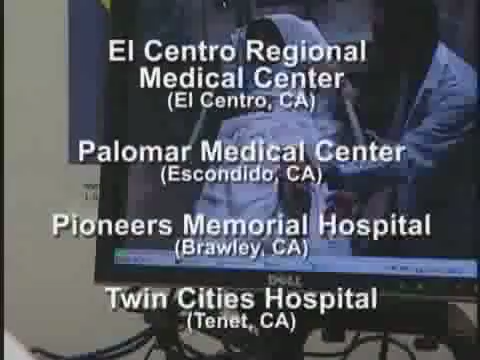 El Centro Regional
Medical Center
(El Centro, CA)
Palomar Medical Center
(Escondido, CA)
Pioneers Memorial Hospital
(Brawley, CA)
DELL
Twin Cities Hospital
(Tenet, CA)